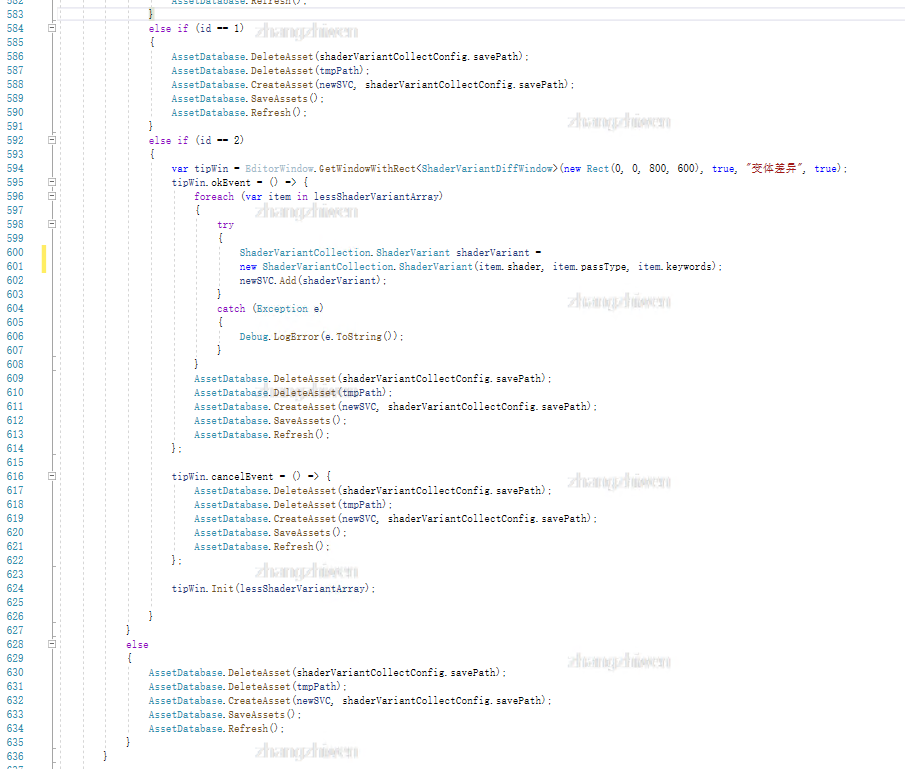 582 AssetDatabase.Refresh();
583 }
584 else if (id == 1)
585 {
586 AssetDatabase.DeleteAsset(shaderVariantCollectConfig.savePath);
587 AssetDatabase.DeleteAsset(tmpPath);
588 AssetDatabase.CreateAsset(newSVC, shaderVariantCollectConfig.savePath);
589 AssetDatabase.SaveAssets();
590 AssetDatabase.Refresh();
591 }
592 else if (id == 2)
593 {
594 var tipWin = EditorWindow.GetWindowWithRect<ShaderVariantDiffWindow>(new Rect(0, 0, 800, 600), true, "变体差异", true);
595 tipWin.okEvent = () => {
596 foreach (var item in lessShaderVariantArray)
597 {
598 try
599 {
600 ShaderVariantCollection.ShaderVariant shaderVariant =
601 new ShaderVariantCollection.ShaderVariant(item.shader, item.passType, item.keywords);
602 newSVC.Add(shaderVariant);
603 }
604 catch (Exception e)
605 {
606 Debug.LogError(e.ToString());
607 }
608 }
609 AssetDatabase.DeleteAsset(shaderVariantCollectConfig.savePath);
610 AssetDatabase.DeleteAsset(tmpPath);
611 AssetDatabase.CreateAsset(newSVC, shaderVariantCollectConfig.savePath);
612 AssetDatabase.SaveAssets();
613 AssetDatabase.Refresh();
614 };
615
616 tipWin.cancelEvent = () => {
617 AssetDatabase.DeleteAsset(shaderVariantCollectConfig.savePath);
618 AssetDatabase.DeleteAsset(tmpPath);
619 AssetDatabase.CreateAsset(newSVC, shaderVariantCollectConfig.savePath);
620 AssetDatabase.SaveAssets();
621 AssetDatabase.Refresh();
622 };
623
624 tipWin.Init(lessShaderVariantArray);
625
626 }
627 }
628 else
629 {
630 AssetDatabase.DeleteAsset(shaderVariantCollectConfig.savePath);
631 AssetDatabase.DeleteAsset(tmpPath);
632 AssetDatabase.CreateAsset(newSVC, shaderVariantCollectConfig.savePath);
633 AssetDatabase.SaveAssets();
634 AssetDatabase.Refresh();
635 }
636 }